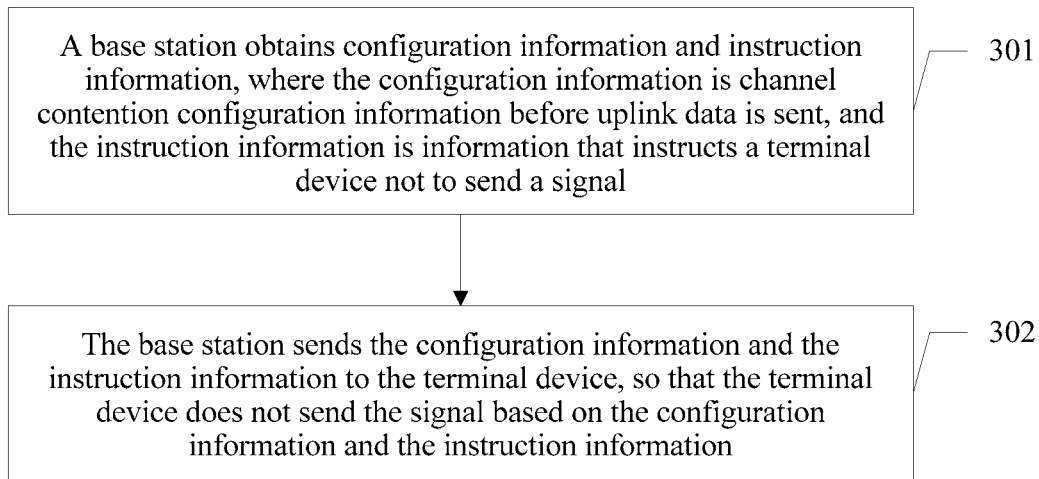 A base station obtains configuration information and instruction
information, where the configuration information is channel
contention configuration information before uplink data is sent, and
the instruction information is information that instructs a terminal
device not to send a signal
301
The base station sends the configuration information and the
instruction information to the terminal device, so that the terminal
device does not send the signal based on the configuration
information and the instruction information
302